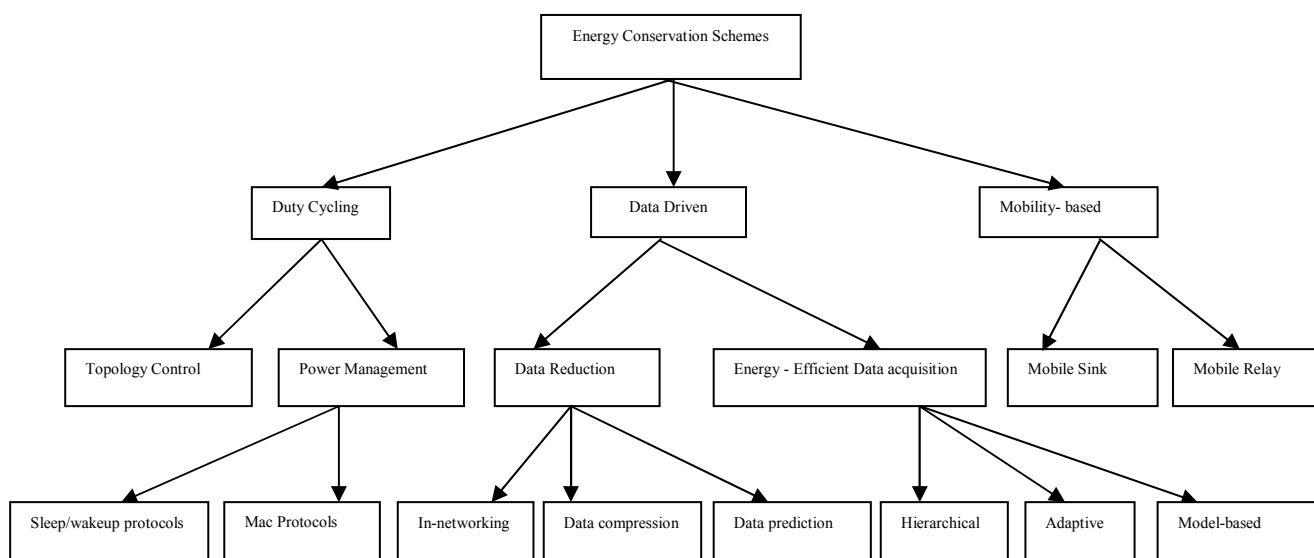 Energy Conservation Schemes
Duty Cycling
Data Driven
Mobility- based
Topology Control
Power Management
Data Reduction
Energy - Efficient Data acquisition
Mobile Sink
Mobile Relay
Sleep/wakeup protocols
Mac Protocols
In-networking
Data compression
Data prediction
Hierarchical
Adaptive
Model-based